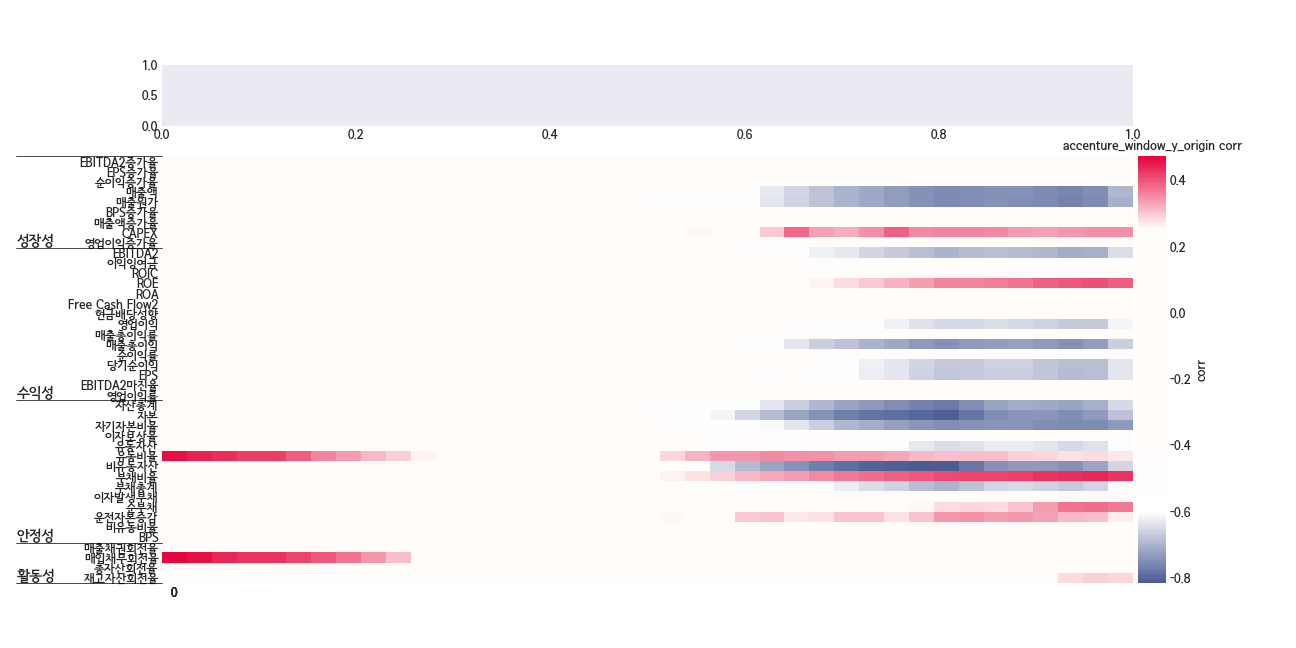 1.0
0.5
0.0
0.0 0.2 0.4 0.6 0.8 1.0
accenture_window_y_origin corr
EBITDA2증가율
EPS증가율
순이익증가율
매출액
매출원가
BPS증가율
매출액증가율
CAPEX
성장성 영업이익증가율
EBITDA2
이익잉여금
ROIC
ROE
ROA
Free Cash Flow2
현금배당성향
영업이익
매출총이익률
매출총이익
순이익률
당기순이익
EPS
EBITDA2마진율
수익성 영업이익률
자산총계
자본
자기자본비율
이자보상율
유동자산
유동비율
비유동자산
부채비율
부채총계
이자발생부채
순부채
운전자본증감
비유동비율
안정성 BPS
매출채권회전율
매입채무회전율
총자산회전율
활동성 재고자산회전율
0
0.4
0.2
0.0
-0.2
-0.4
-0.6
-0.8
corr